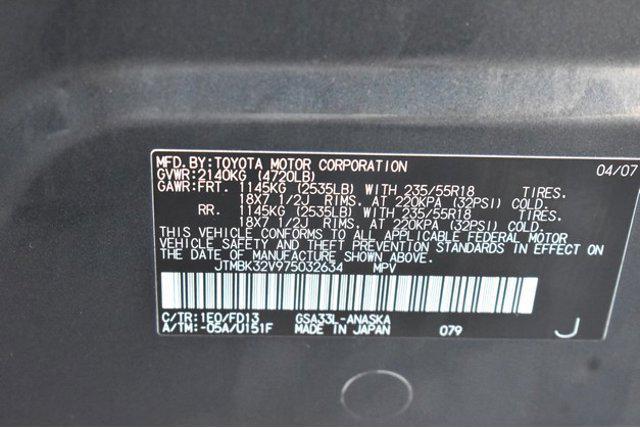 MFD.BY:TOYOTA MOTOR CORPORATION 04/07
GVWR:2140KG (4720LB)
GAWR:FRT. 1145KG (2535LB) WITH 235/55R18 TIRES.
18X7 1/2J RIMS. AT 220KPA (32PSI) COLD.
RR. 1145KG (2535LB) WITH 235/55R18 TIRES.
18X7 1/2J RIMS. AT 220KPA (32PSI) COLD.
THIS VEHICLE CONFORMS TO ALL APPLICABLE FEDERAL MOTOR
VEHICLE SAFETY AND THEFT PREVENTION STANDARDS IN EFFECT ON
THE DATE OF MANUFACTURE SHOWN ABOVE.
JTMBK32V975032634 MPV
C/TR:1E0/FD13 GSA33L-ANASKA
A/TM:-05A/U151F MADE IN JAPAN 079 J